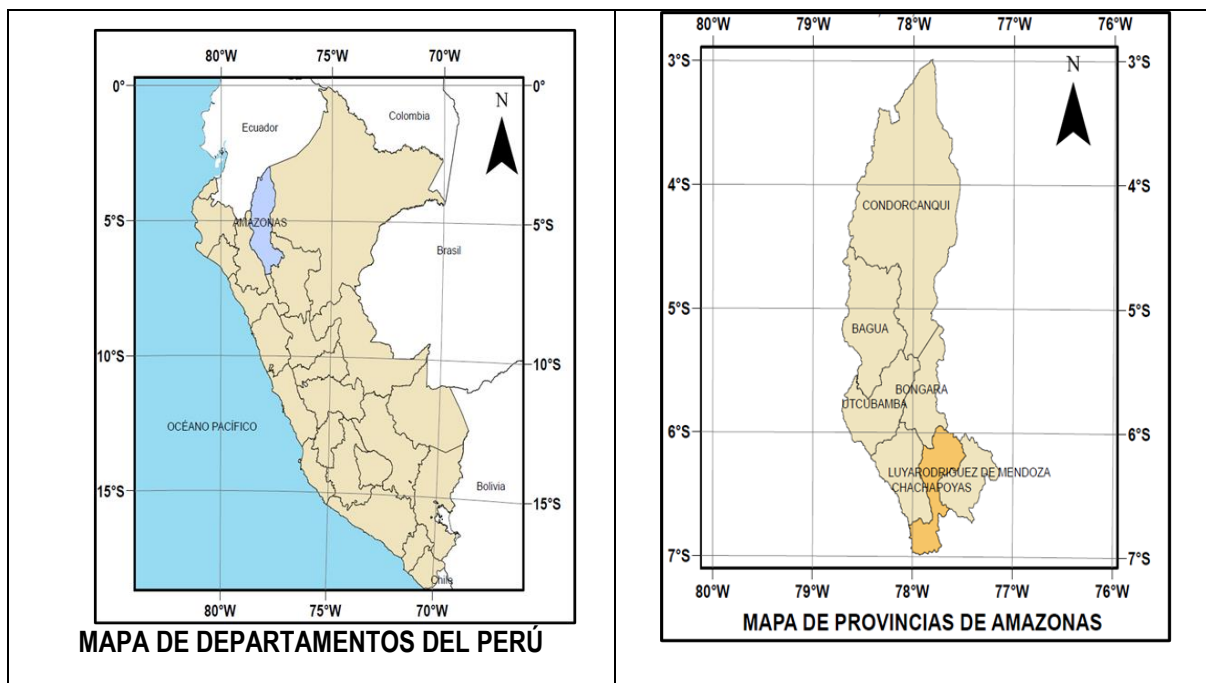 80°W 75°W 70°W
0° 0°
Ecuador
Colombia
N
AMAZONAS
5°S 5°S
Brasil
10°S 10°S
OCÉANO PACÍFICO
15°S 15°S
Bolivia
Chile
80°W 75°W 70°W
MAPA DE DEPARTAMENTOS DEL PERÚ
80°W 79°W 78°W 77°W 76°W
3°S 3°S
N
4°S 4°S
CONDORCANQUI
5°S 5°S
BAGUA
BONGARA
UTCUBAMBA
6°S 6°S
LUYA RODRIGUEZ DE MENDOZA
CHACHAPOYAS
7°S 7°S
80°W 79°W 78°W 77°W 76°W
MAPA DE PROVINCIAS DE AMAZONAS